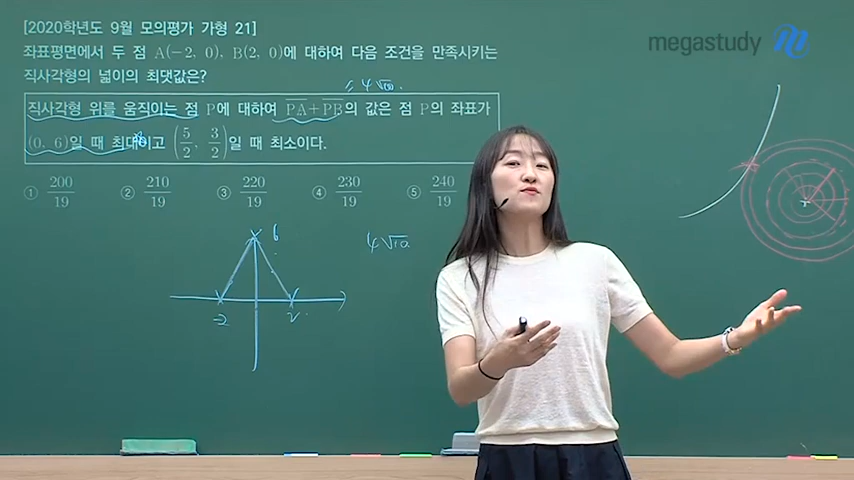 [2020학년도 9월 모의평가 가형 21]
megastudy
좌표평면에서 두 점 A(-2, 0), B(2, 0)에 대하여 다음 조건을 만족시키는
직사각형의 넓이의 최댓값은?
≤ 4√10.
직사각형 위를 움직이는 점 P에 대하여 PA+PB의 값은 점 P의 좌표가
(0, 6)일 때 최대이고 (5/2, 3/2)일 때 최소이다.
① 200/19 ② 210/19 ③ 220/19 ④ 230/19 ⑤ 240/19
6
4√10
-2 2